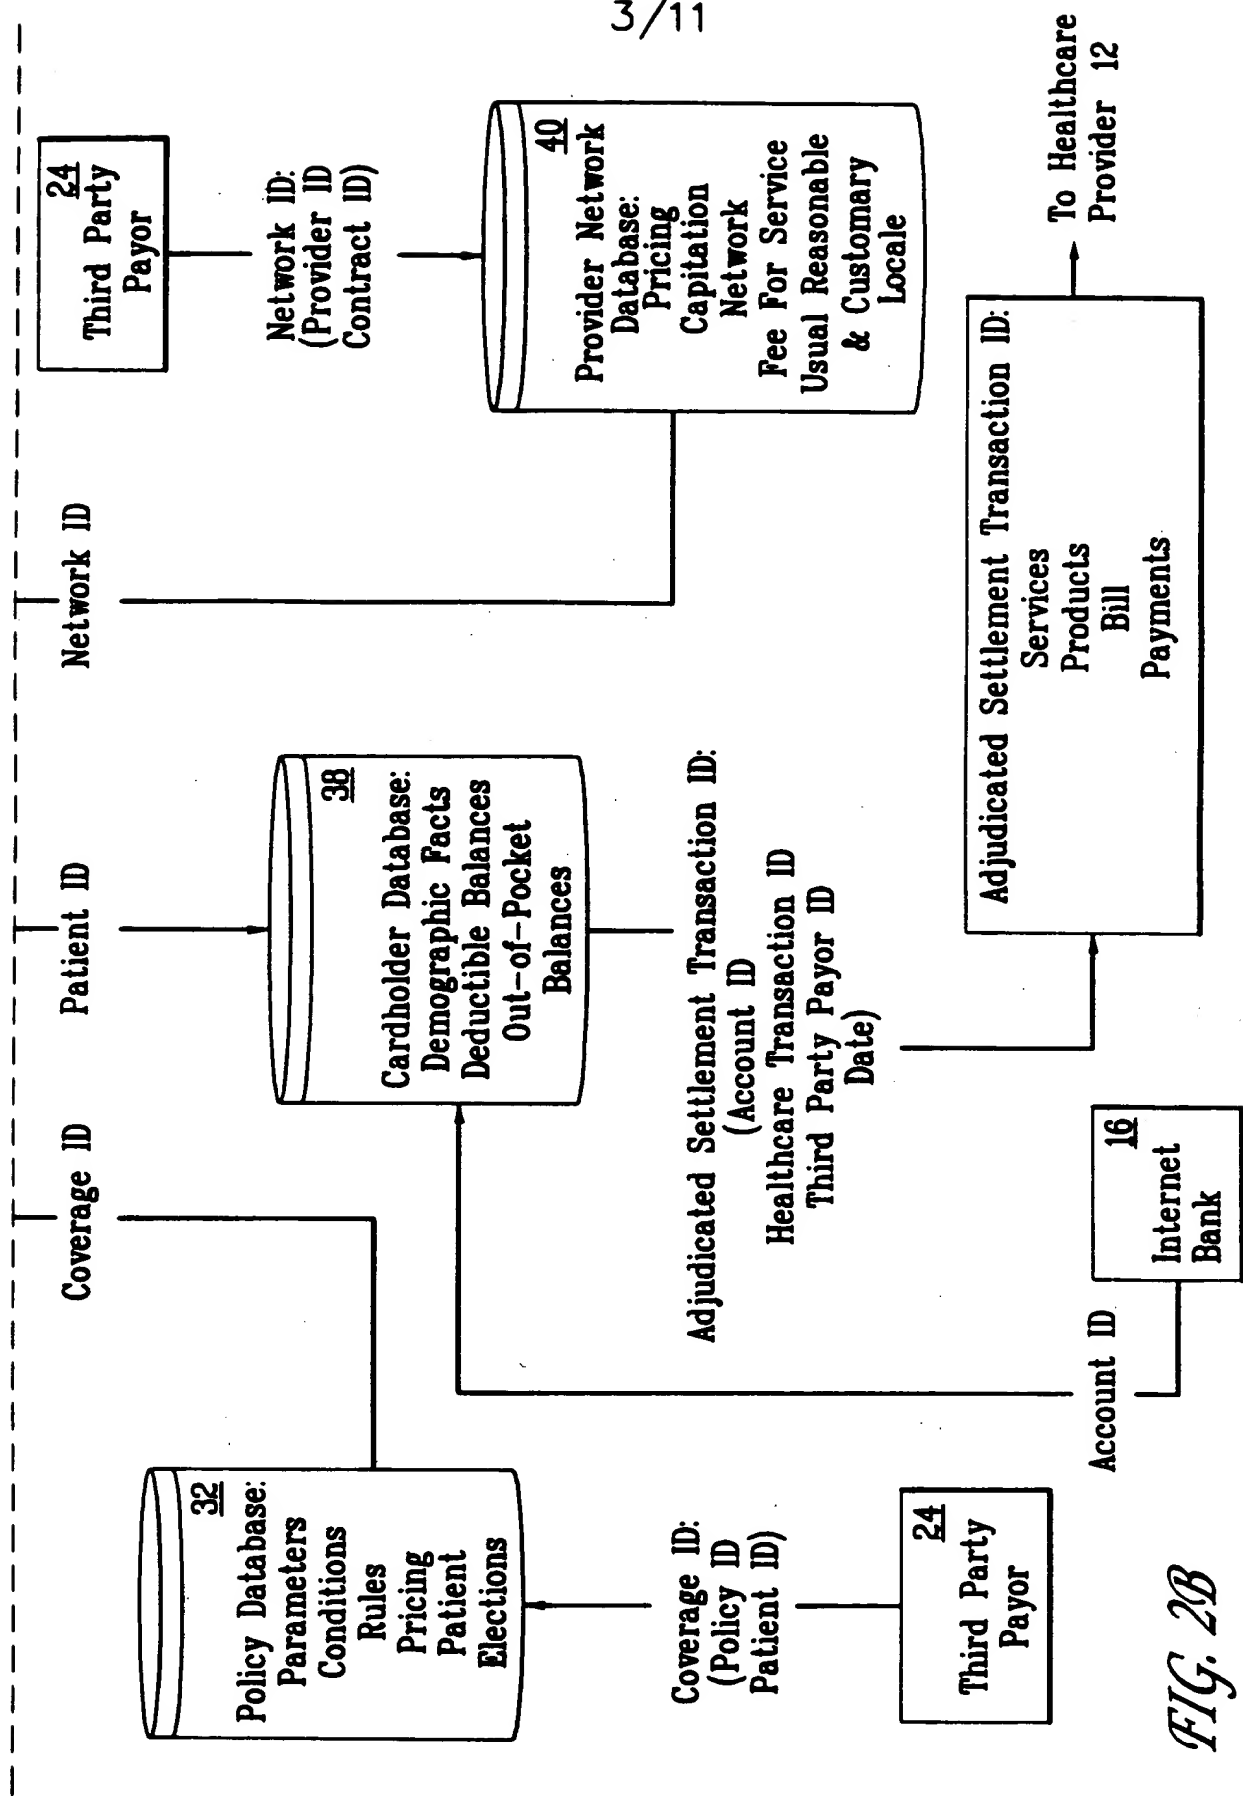 3/11
Coverage ID
Patient ID
Network ID
32
Policy Database:
Parameters
Conditions
Rules
Pricing
Patient
Elections
Coverage ID:
(Policy ID
Patient ID)
24
Third Party
Payor
38
Cardholder Database:
Demographic Facts
Deductible Balances
Out-of-Pocket
Balances
Adjudicated Settlement Transaction ID:
(Account ID
Healthcare Transaction ID
Third Party Payor ID
Date)
Account ID
16
Internet
Bank
24
Third Party
Payor
Network ID:
(Provider ID
Contract ID)
40
Provider Network
Database:
Pricing
Capitation
Network
Fee For Service
Usual Reasonable
& Customary
Locale
Adjudicated Settlement Transaction ID:
Services
Products
Bill
Payments
To Healthcare
Provider 12
FIG. 2B